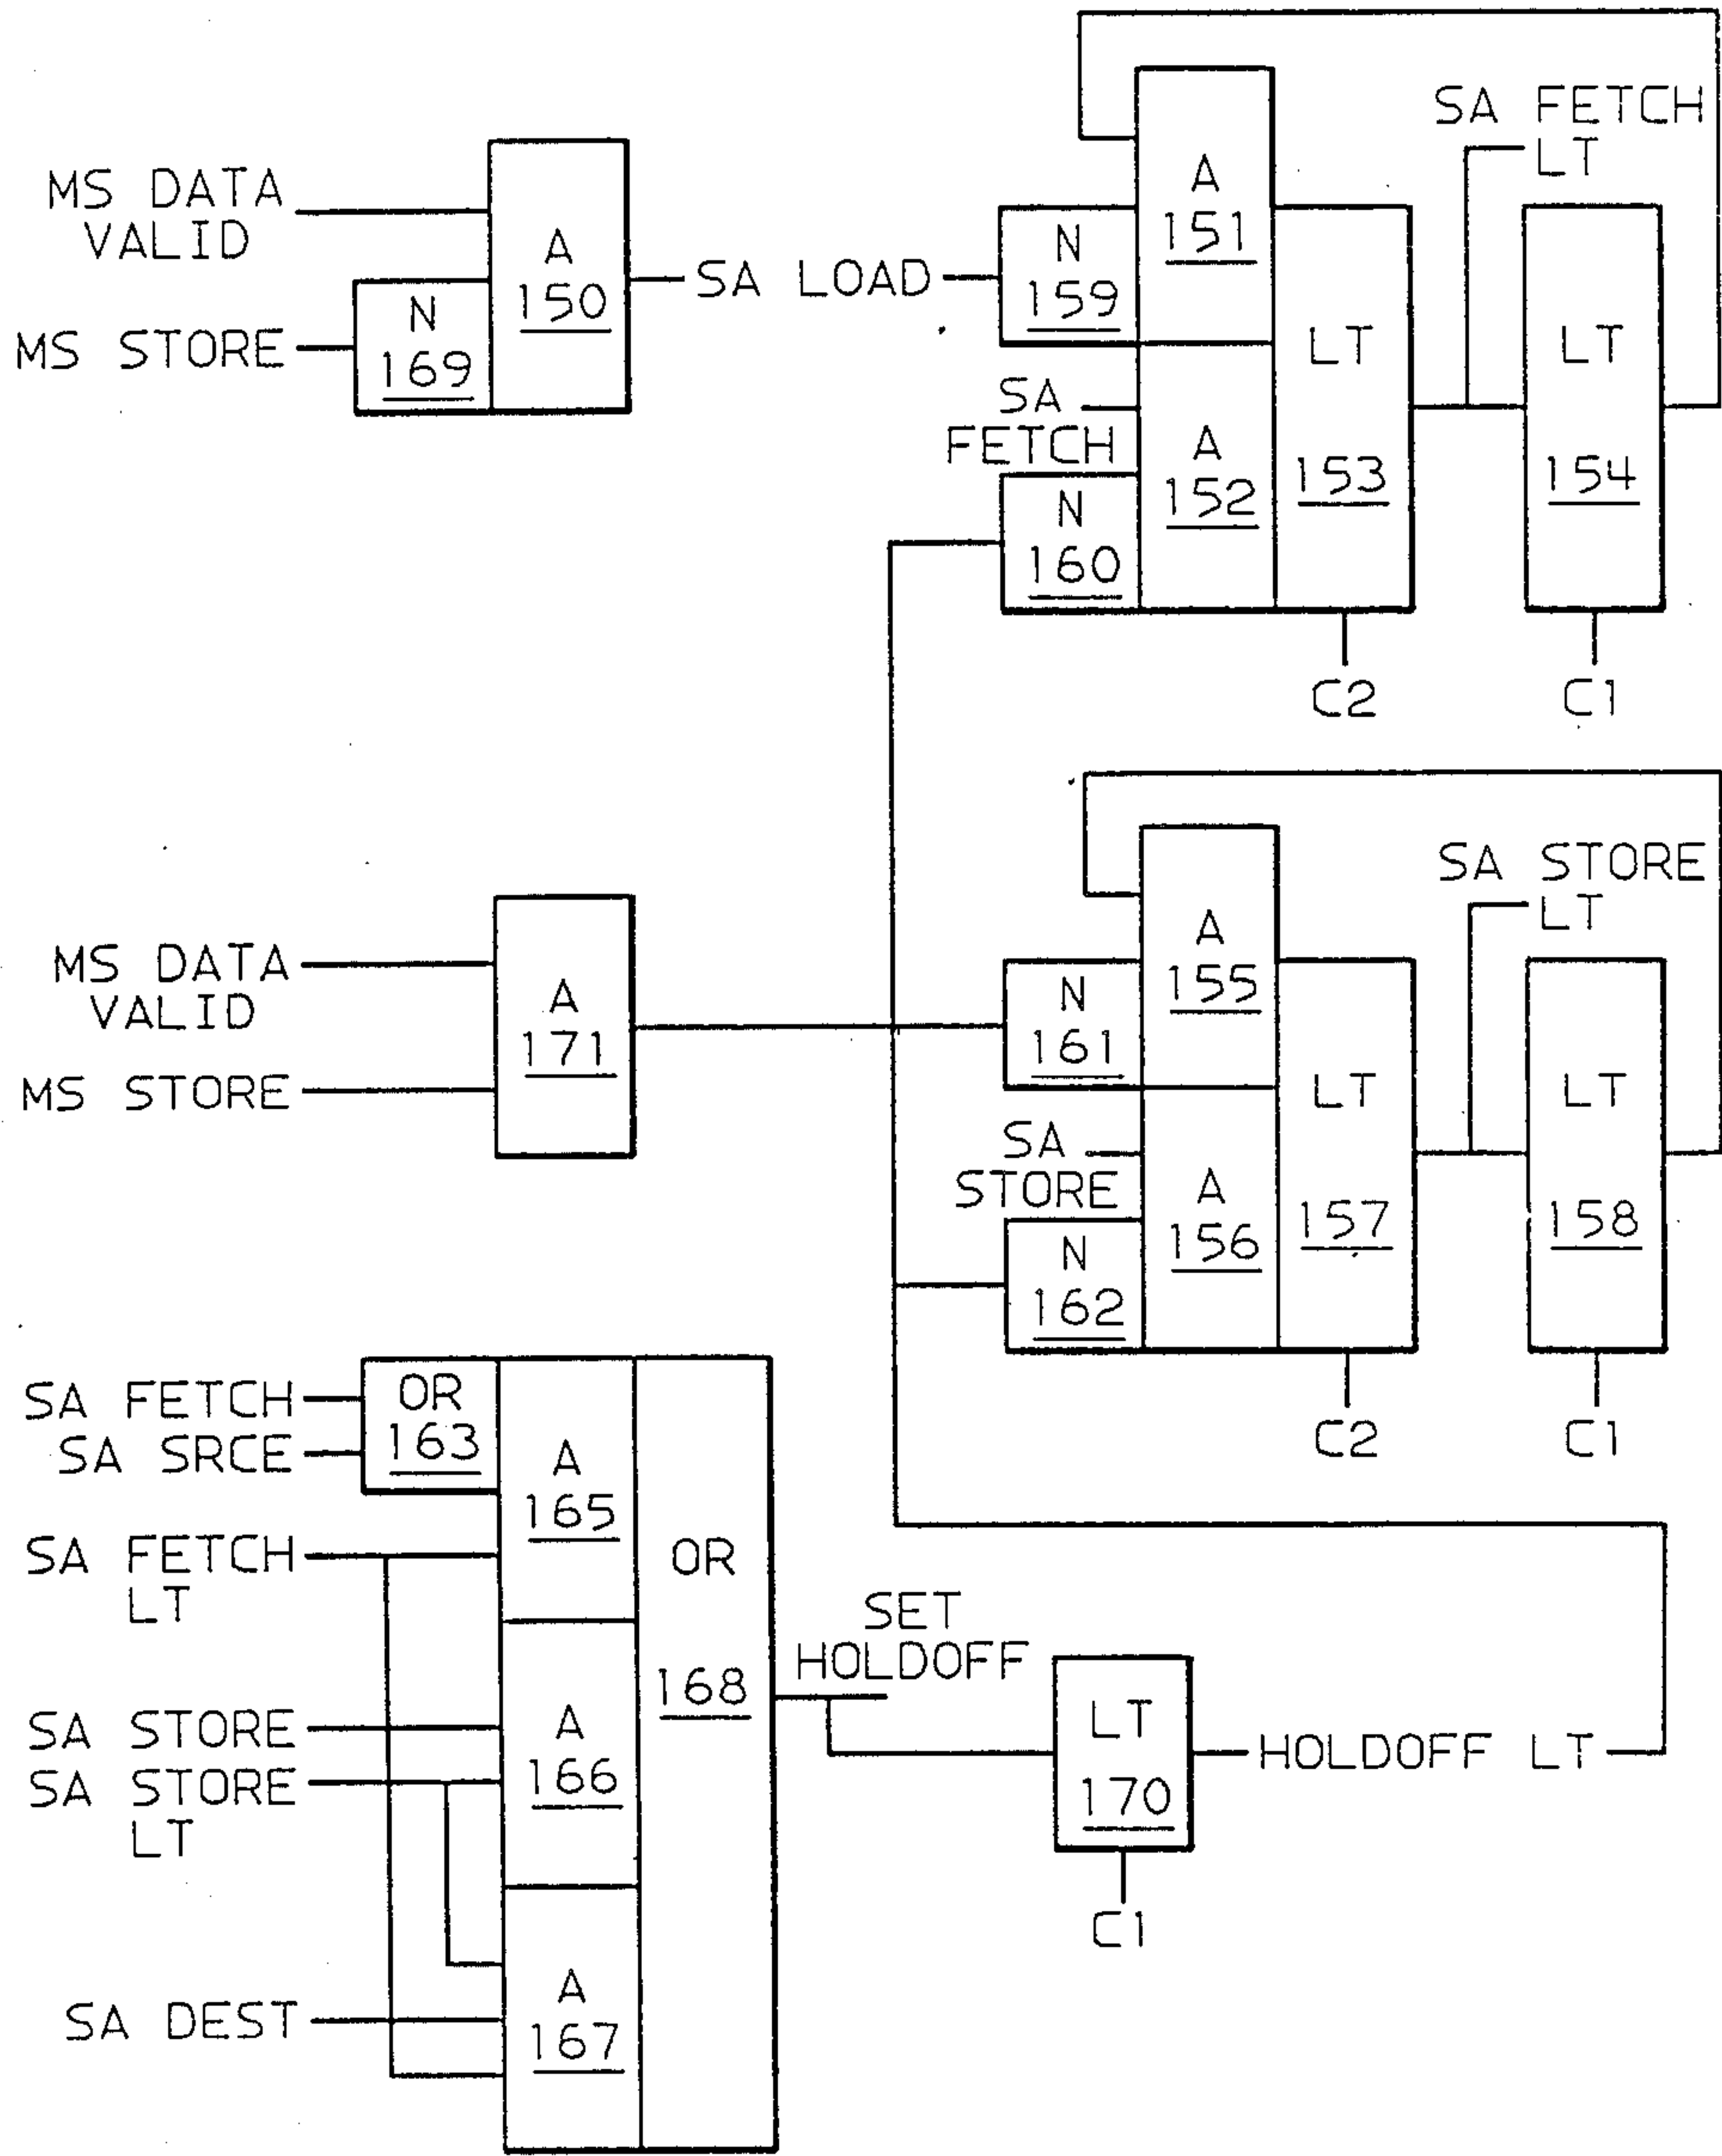 MS DATA
VALID
MS STORE
N
169
A
150
SA LOAD
N
159
A
151
SA
FETCH
N
160
A
152
LT
153
C2
SA FETCH
LT
LT
154
C1
MS DATA
VALID
MS STORE
A
171
N
161
A
155
SA
STORE
N
162
A
156
LT
157
C2
SA STORE
LT
LT
158
C1
SA FETCH
SA SRCE
OR
163
A
165
SA FETCH
LT
SA STORE
SA STORE
LT
A
166
SA DEST
A
167
OR
168
SET
HOLDOFF
LT
170
C1
HOLDOFF LT